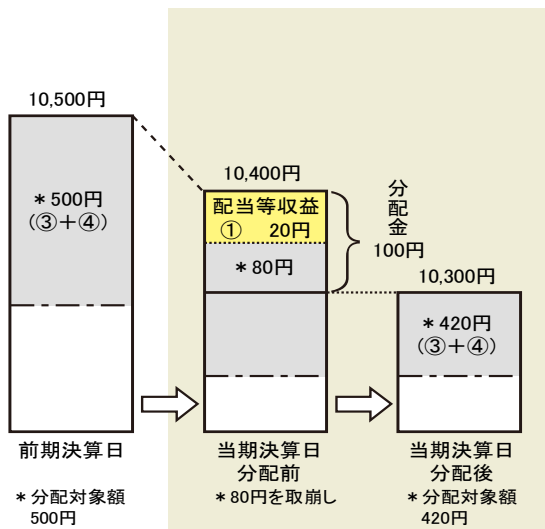 10,500円
＊500円
(③＋④)
前期決算日
＊分配対象額
500円
10,400円
配当等収益
① 20円
＊80円
分配金
100円
当期決算日
分配前
＊80円を取崩し
10,300円
＊420円
(③＋④)
当期決算日
分配後
＊分配対象額
420円